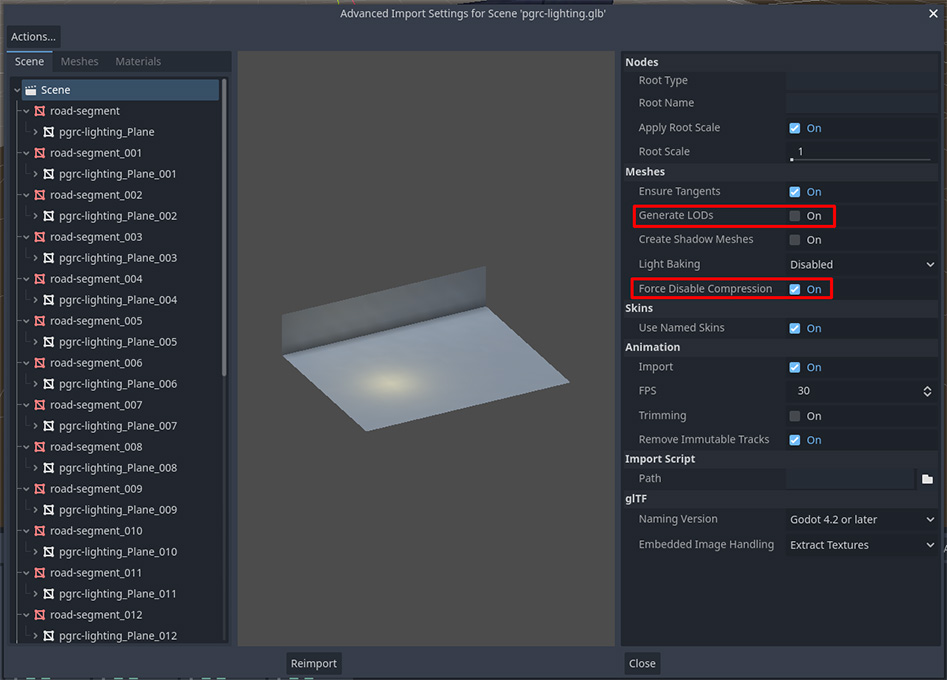 Advanced Import Settings for Scene 'pgrc-lighting.glb'
Actions...
Scene Meshes Materials
Scene
road-segment
pgrc-lighting_Plane
road-segment_001
pgrc-lighting_Plane_001
road-segment_002
pgrc-lighting_Plane_002
road-segment_003
pgrc-lighting_Plane_003
road-segment_004
pgrc-lighting_Plane_004
road-segment_005
pgrc-lighting_Plane_005
road-segment_006
pgrc-lighting_Plane_006
road-segment_007
pgrc-lighting_Plane_007
road-segment_008
pgrc-lighting_Plane_008
road-segment_009
pgrc-lighting_Plane_009
road-segment_010
pgrc-lighting_Plane_010
road-segment_011
pgrc-lighting_Plane_011
road-segment_012
pgrc-lighting_Plane_012
Nodes
Root Type
Root Name
Apply Root Scale On
Root Scale 1
Meshes
Ensure Tangents On
Generate LODs On
Create Shadow Meshes On
Light Baking Disabled
Force Disable Compression On
Skins
Use Named Skins On
Animation
Import On
FPS 30
Trimming On
Remove Immutable Tracks On
Import Script
Path
glTF
Naming Version Godot 4.2 or later
Embedded Image Handling Extract Textures
Reimport Close